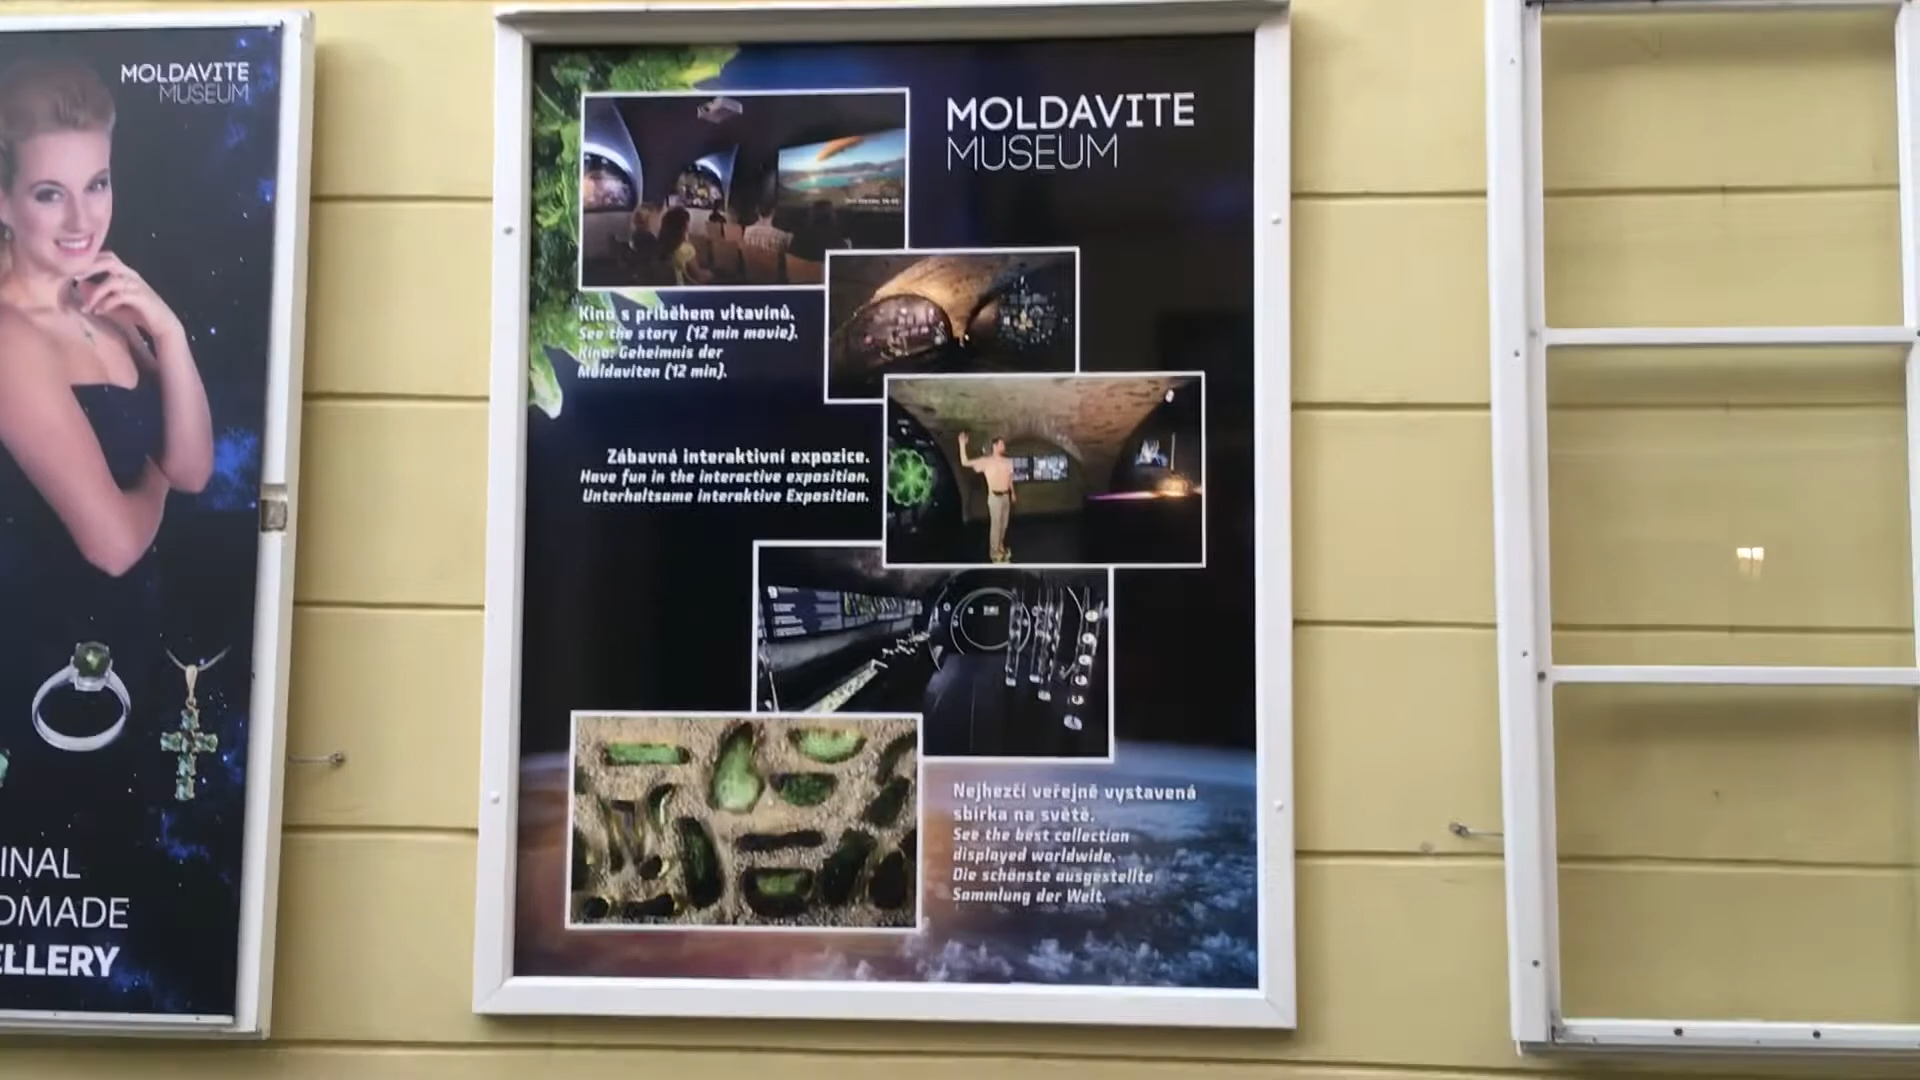 MOLDAVITE
MUSEUM
INAL
DMADE
ELLERY
MOLDAVITE
MUSEUM
Kino s příběhem vltavínů.
See the story (12 min movie).
Kino: Geheimnis der
Moldaviten (12 min).
Zábavná interaktivní expozice.
Have fun in the interactive exposition.
Unterhaltsame interaktive Exposition.
Nejhezčí veřejně vystavená
sbírka na světě.
See the best collection
displayed worldwide.
Die schönste ausgestellte
Sammlung der Welt.